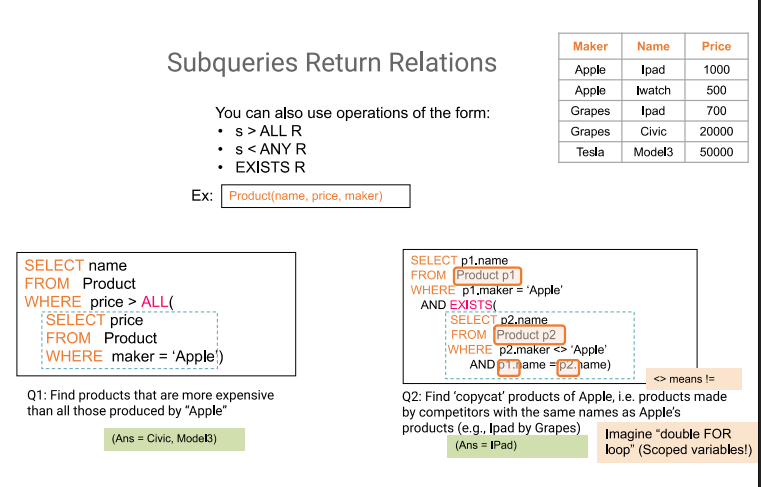 Subqueries Return Relations
Maker Name Price
Apple Ipad 1000
Apple Iwatch 500
Grapes Ipad 700
Grapes Civic 20000
Tesla Model3 50000
You can also use operations of the form:
• s > ALL R
• s < ANY R
• EXISTS R
Ex: Product(name, price, maker)
SELECT name
FROM Product
WHERE price > ALL(
SELECT price
FROM Product
WHERE maker = ‘Apple’)
Q1: Find products that are more expensive
than all those produced by “Apple”
(Ans = Civic, Model3)
SELECT p1.name
FROM Product p1
WHERE p1.maker = ‘Apple’
AND EXISTS(
SELECT p2.name
FROM Product p2
WHERE p2.maker <> ‘Apple’
AND p1.name = p2.name)
<> means !=
Q2: Find ‘copycat’ products of Apple, i.e. products made
by competitors with the same names as Apple’s
products (e.g., Ipad by Grapes)
(Ans = IPad)
Imagine “double FOR
loop” (Scoped variables!)